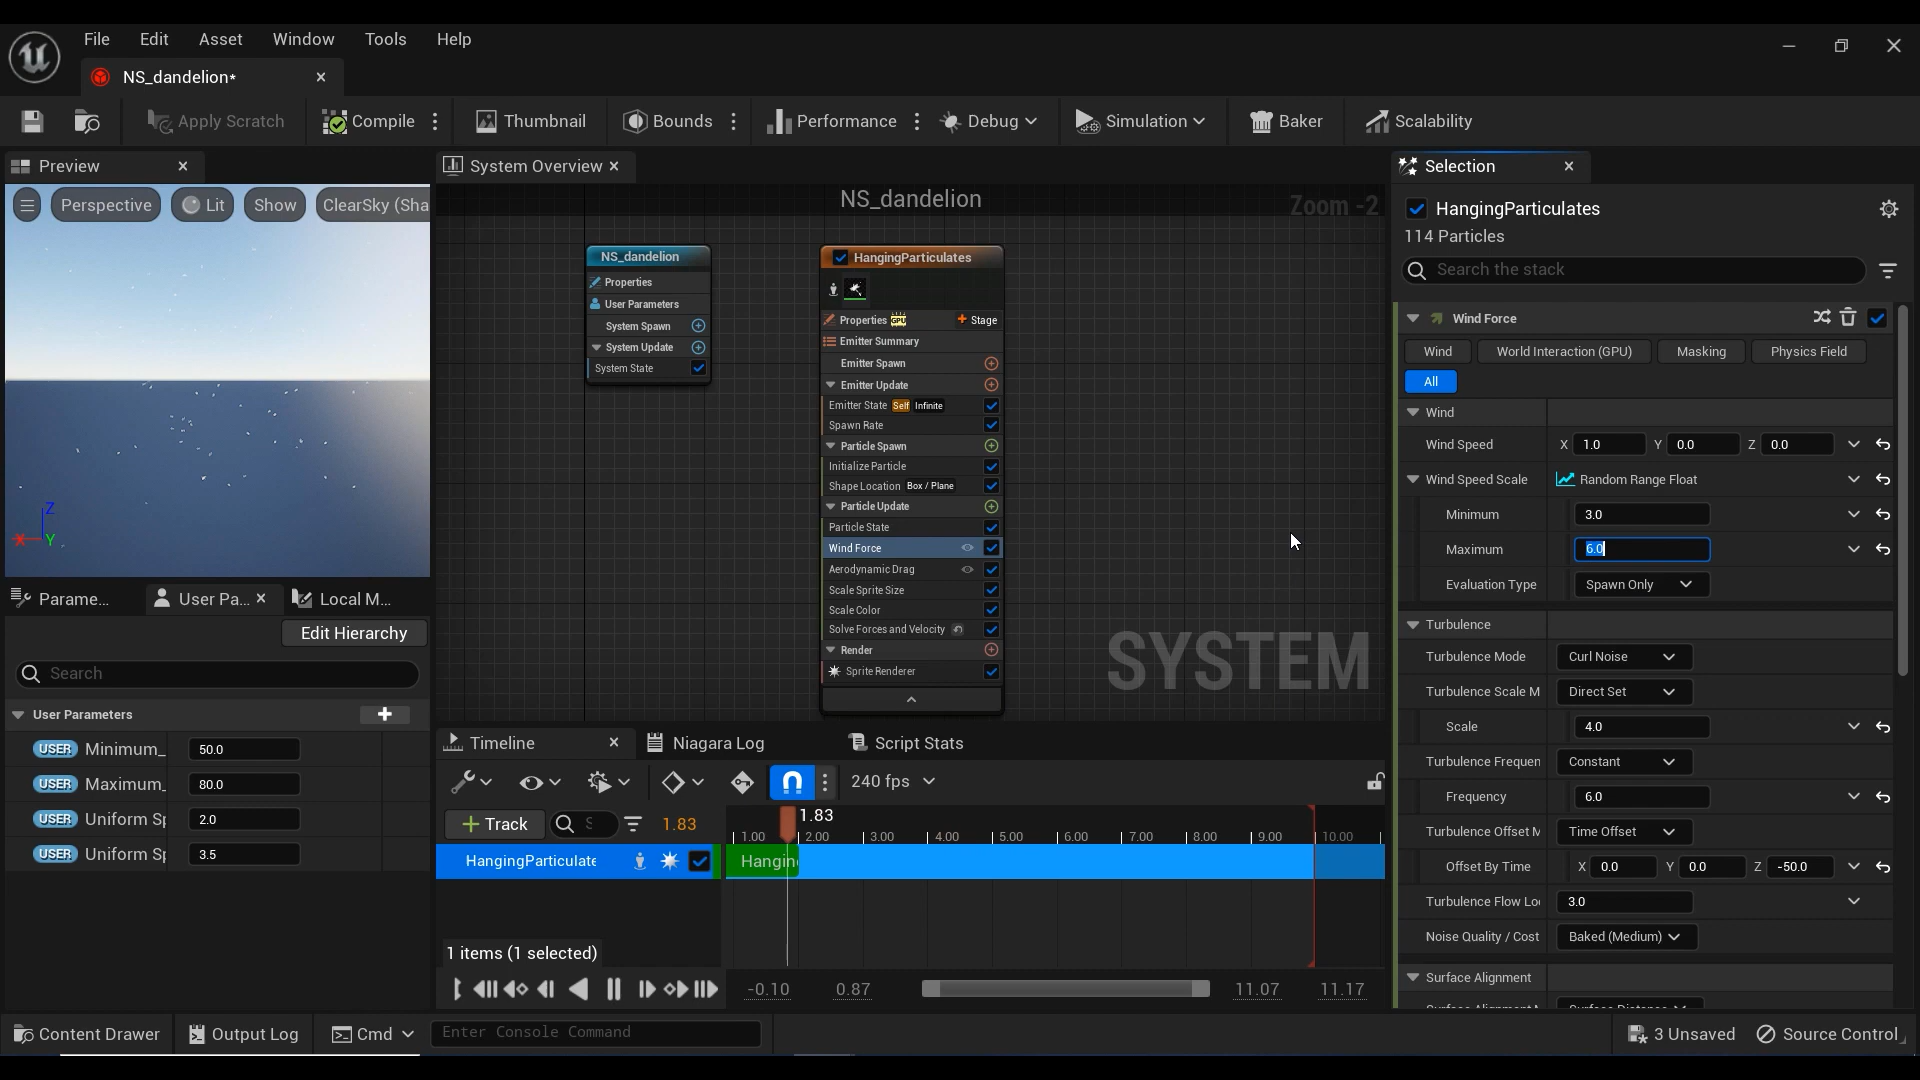 File Edit Asset Window Tools Help
NS_dandelion*
Apply Scratch Compile Thumbnail Bounds Performance Debug Simulation Baker Scalability
Preview
System Overview
Selection
Perspective Lit Show ClearSky (Sha
NS_dandelion
Zoom -2
HangingParticulates
114 Particles
Search the stack
NS_dandelion
Properties
User Parameters
System Spawn
System Update
System State
HangingParticulates
Properties GPU Stage
Emitter Summary
Emitter Spawn
Emitter Update
Emitter State Self Infinite
Spawn Rate
Particle Spawn
Initialize Particle
Shape Location Box / Plane
Particle Update
Particle State
Wind Force
Aerodynamic Drag
Scale Sprite Size
Scale Color
Solve Forces and Velocity
Render
Sprite Renderer
SYSTEM
Z
X Y
Wind Force
Wind World Interaction (GPU) Masking Physics Field
All
Wind
Wind Speed X 1.0 Y 0.0 Z 0.0
Wind Speed Scale Random Range Float
Minimum 3.0
Maximum 6.0
Evaluation Type Spawn Only
Turbulence
Turbulence Mode Curl Noise
Turbulence Scale M Direct Set
Scale 4.0
Turbulence Frequen Constant
Frequency 6.0
Turbulence Offset M Time Offset
Offset By Time X 0.0 Y 0.0 Z -50.0
Turbulence Flow Lo 3.0
Noise Quality / Cost Baked (Medium)
Surface Alignment
Parame... User Pa... Local M...
Edit Hierarchy
Search
User Parameters
USER Minimum_ 50.0
USER Maximum_ 80.0
USER Uniform Sp 2.0
USER Uniform Sp 3.5
Timeline Niagara Log Script Stats
240 fps
Track S 1.83
1.83
1.00 2.00 3.00 4.00 5.00 6.00 7.00 8.00 9.00 10.00
HangingParticulate Hangin
1 items (1 selected)
-0.10 0.87 11.07 11.17
Content Drawer Output Log Cmd Enter Console Command 3 Unsaved Source Control